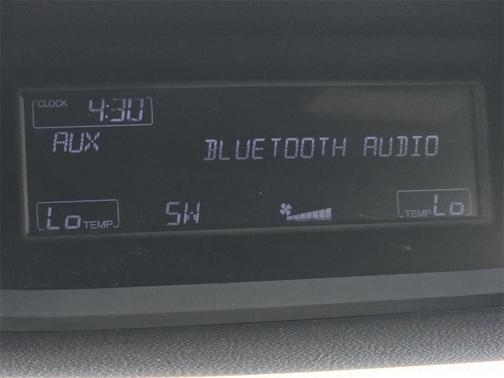 CLOCK 4:30
AUX BLUETOOTH AUDIO
Lo TEMP SW TEMP Lo